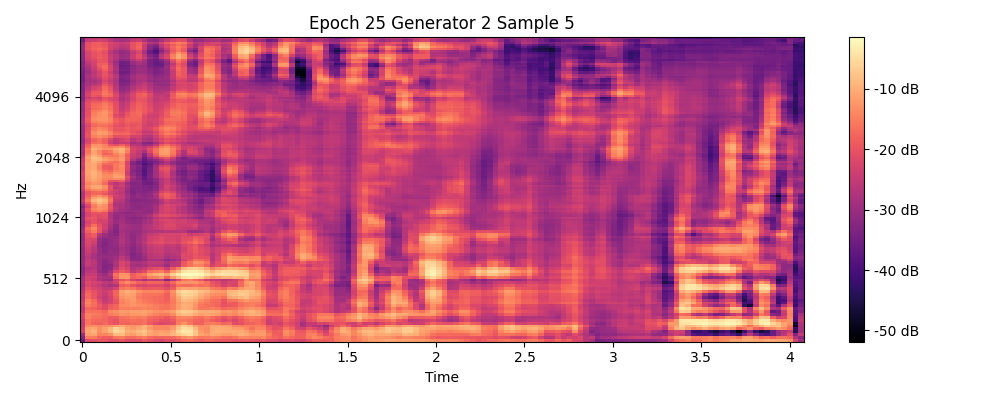 Epoch 25 Generator 2 Sample 5
Hz
4096
2048
1024
512
0
0 0.5 1 1.5 2 2.5 3 3.5 4
Time
-10 dB
-20 dB
-30 dB
-40 dB
-50 dB